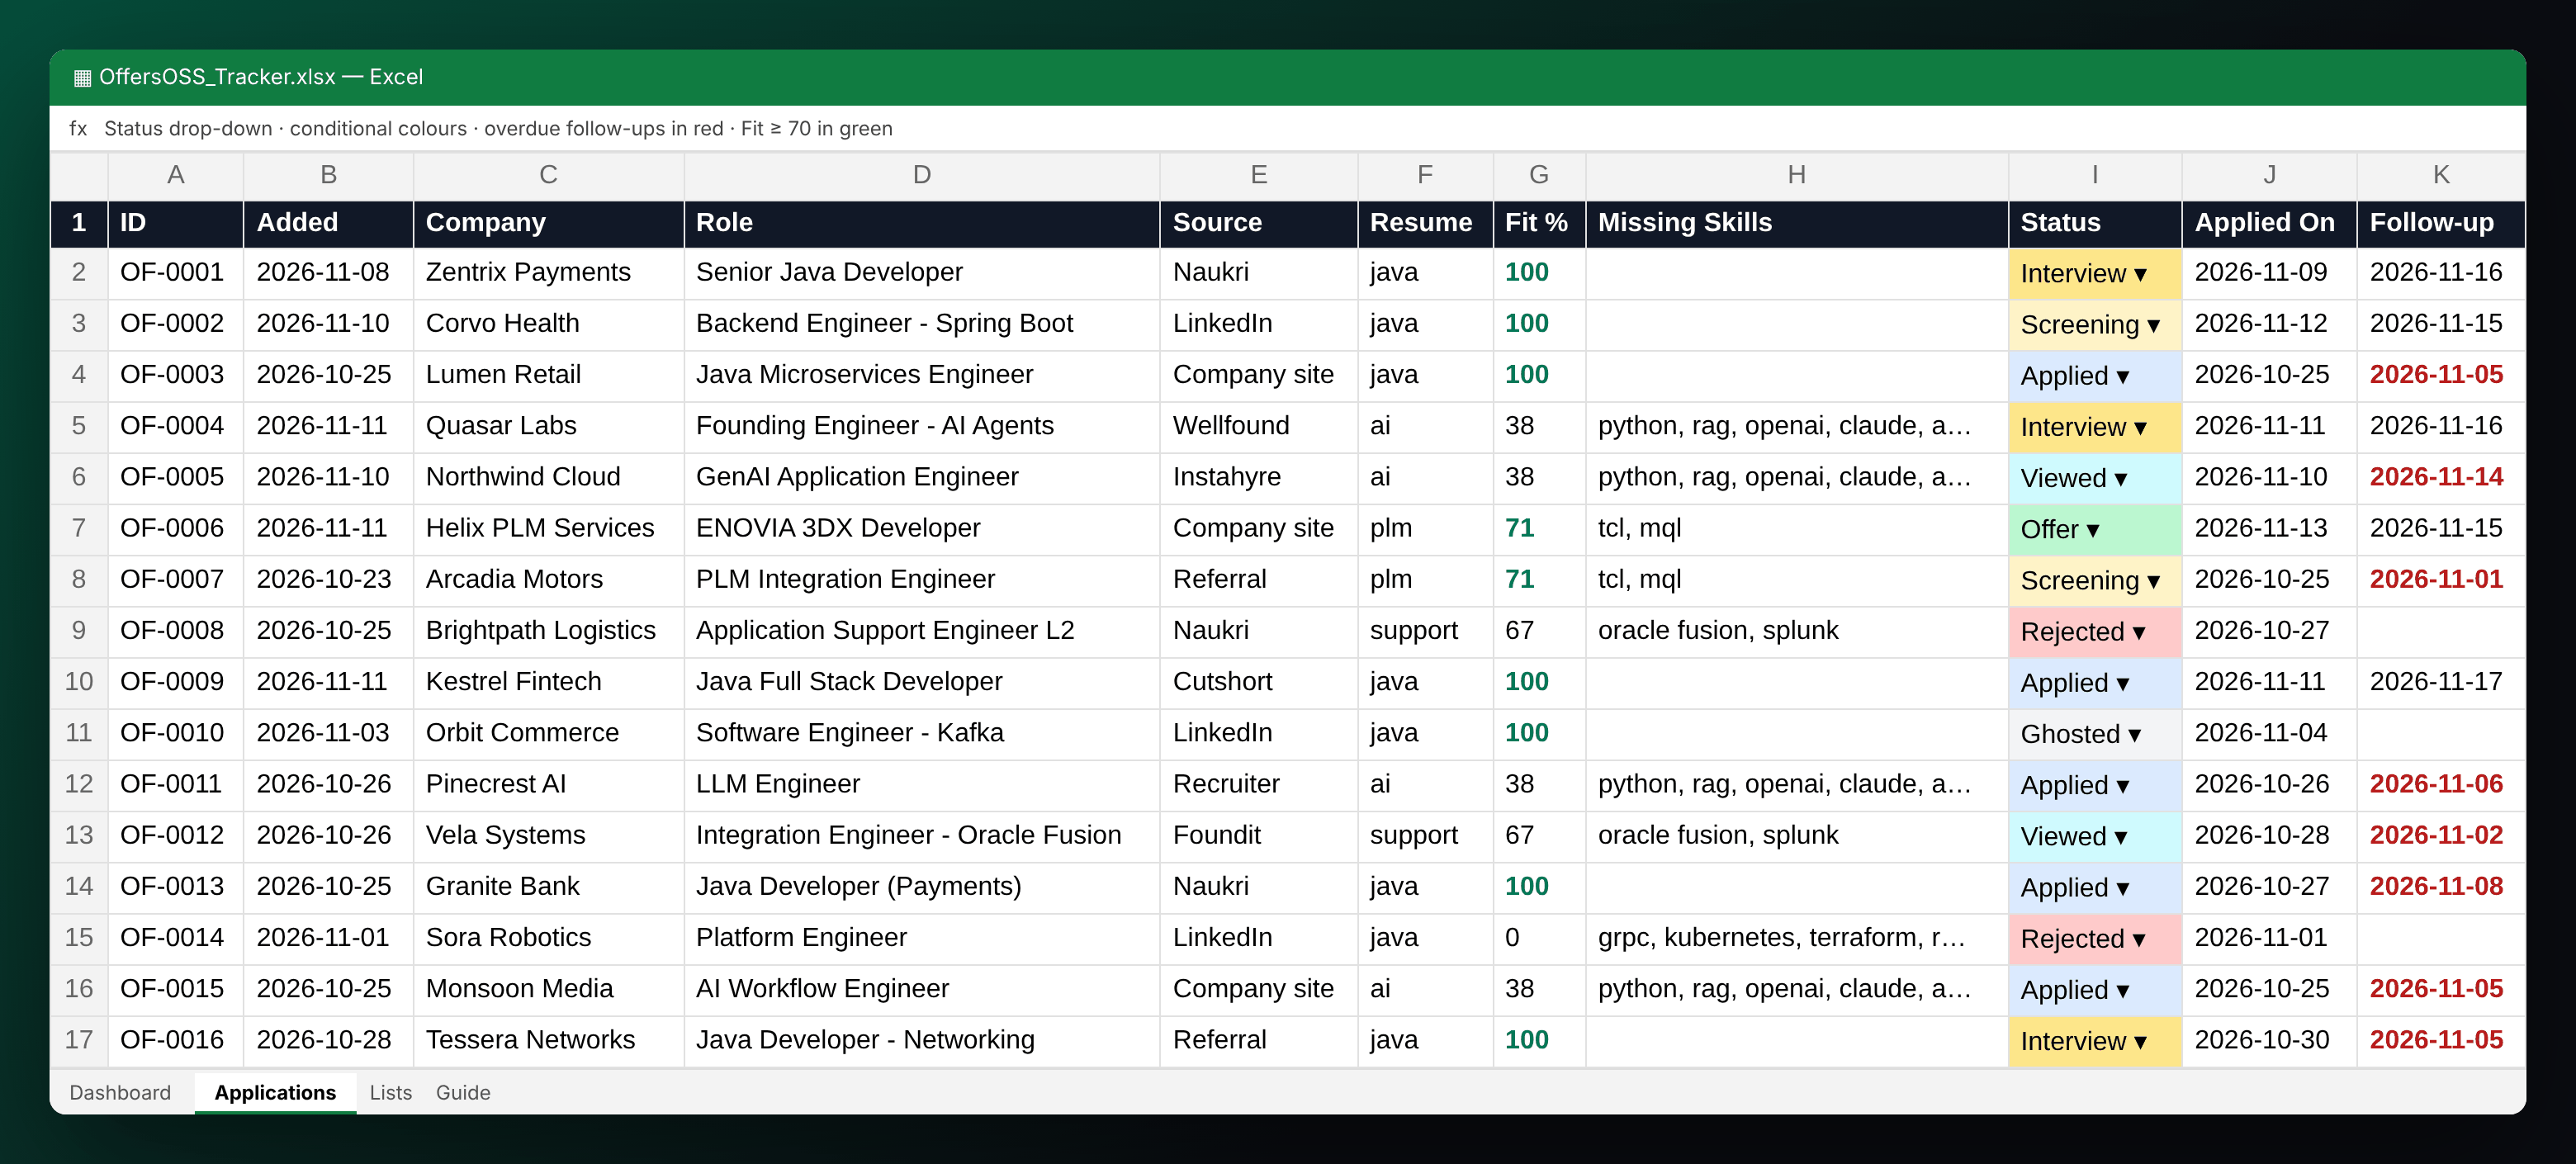 ▦ OffersOSS_Tracker.xlsx — Excel
fx Status drop-down · conditional colours · overdue follow-ups in red · Fit ≥ 70 in green
A B C D E F G H I J K
1 ID Added Company Role Source Resume Fit % Missing Skills Status Applied On Follow-up
2 OF-0001 2026-11-08 Zentrix Payments Senior Java Developer Naukri java 100 Interview ▾ 2026-11-09 2026-11-16
3 OF-0002 2026-11-10 Corvo Health Backend Engineer - Spring Boot LinkedIn java 100 Screening ▾ 2026-11-12 2026-11-15
4 OF-0003 2026-10-25 Lumen Retail Java Microservices Engineer Company site java 100 Applied ▾ 2026-10-25 2026-11-05
5 OF-0004 2026-11-11 Quasar Labs Founding Engineer - AI Agents Wellfound ai 38 python, rag, openai, claude, a… Interview ▾ 2026-11-11 2026-11-16
6 OF-0005 2026-11-10 Northwind Cloud GenAI Application Engineer Instahyre ai 38 python, rag, openai, claude, a… Viewed ▾ 2026-11-10 2026-11-14
7 OF-0006 2026-11-11 Helix PLM Services ENOVIA 3DX Developer Company site plm 71 tcl, mql Offer ▾ 2026-11-13 2026-11-15
8 OF-0007 2026-10-23 Arcadia Motors PLM Integration Engineer Referral plm 71 tcl, mql Screening ▾ 2026-10-25 2026-11-01
9 OF-0008 2026-10-25 Brightpath Logistics Application Support Engineer L2 Naukri support 67 oracle fusion, splunk Rejected ▾ 2026-10-27
10 OF-0009 2026-11-11 Kestrel Fintech Java Full Stack Developer Cutshort java 100 Applied ▾ 2026-11-11 2026-11-17
11 OF-0010 2026-11-03 Orbit Commerce Software Engineer - Kafka LinkedIn java 100 Ghosted ▾ 2026-11-04
12 OF-0011 2026-10-26 Pinecrest AI LLM Engineer Recruiter ai 38 python, rag, openai, claude, a… Applied ▾ 2026-10-26 2026-11-06
13 OF-0012 2026-10-26 Vela Systems Integration Engineer - Oracle Fusion Foundit support 67 oracle fusion, splunk Viewed ▾ 2026-10-28 2026-11-02
14 OF-0013 2026-10-25 Granite Bank Java Developer (Payments) Naukri java 100 Applied ▾ 2026-10-27 2026-11-08
15 OF-0014 2026-11-01 Sora Robotics Platform Engineer LinkedIn java 0 grpc, kubernetes, terraform, r… Rejected ▾ 2026-11-01
16 OF-0015 2026-10-25 Monsoon Media AI Workflow Engineer Company site ai 38 python, rag, openai, claude, a… Applied ▾ 2026-10-25 2026-11-05
17 OF-0016 2026-10-28 Tessera Networks Java Developer - Networking Referral java 100 Interview ▾ 2026-10-30 2026-11-05
Dashboard Applications Lists Guide